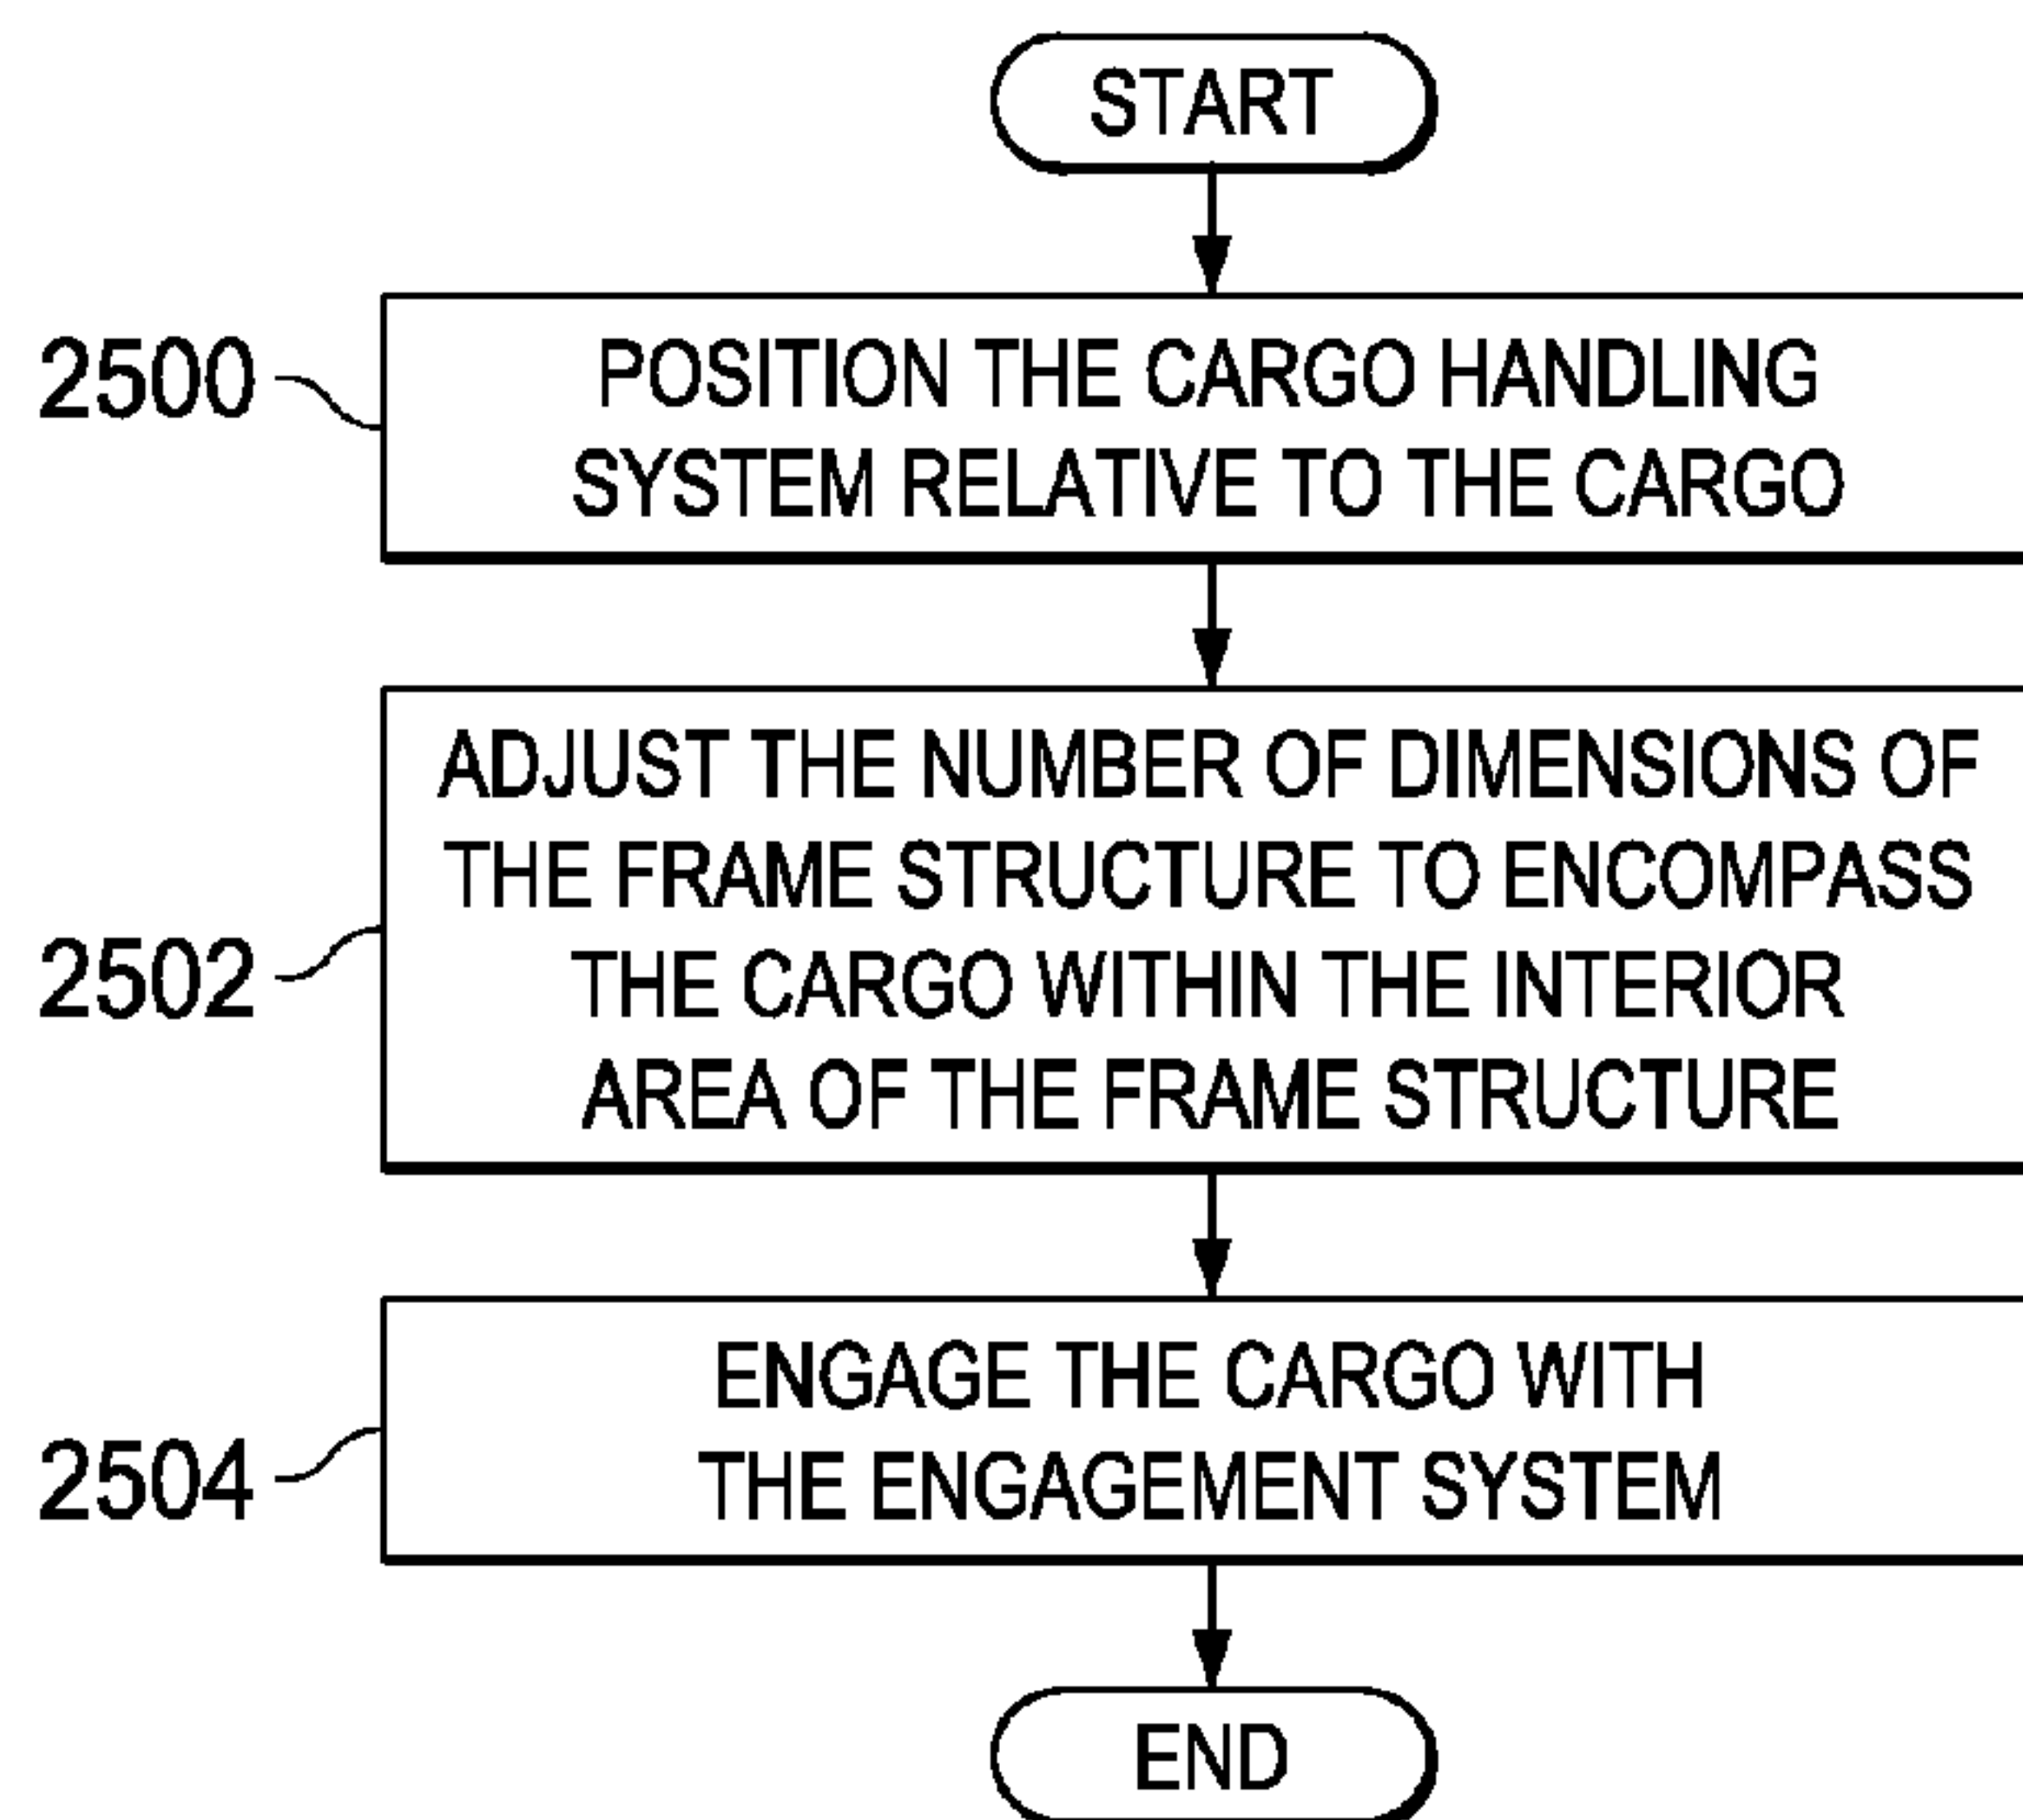 START
2500
POSITION THE CARGO HANDLING
SYSTEM RELATIVE TO THE CARGO
2502
ADJUST THE NUMBER OF DIMENSIONS OF
THE FRAME STRUCTURE TO ENCOMPASS
THE CARGO WITHIN THE INTERIOR
AREA OF THE FRAME STRUCTURE
2504
ENGAGE THE CARGO WITH
THE ENGAGEMENT SYSTEM
END